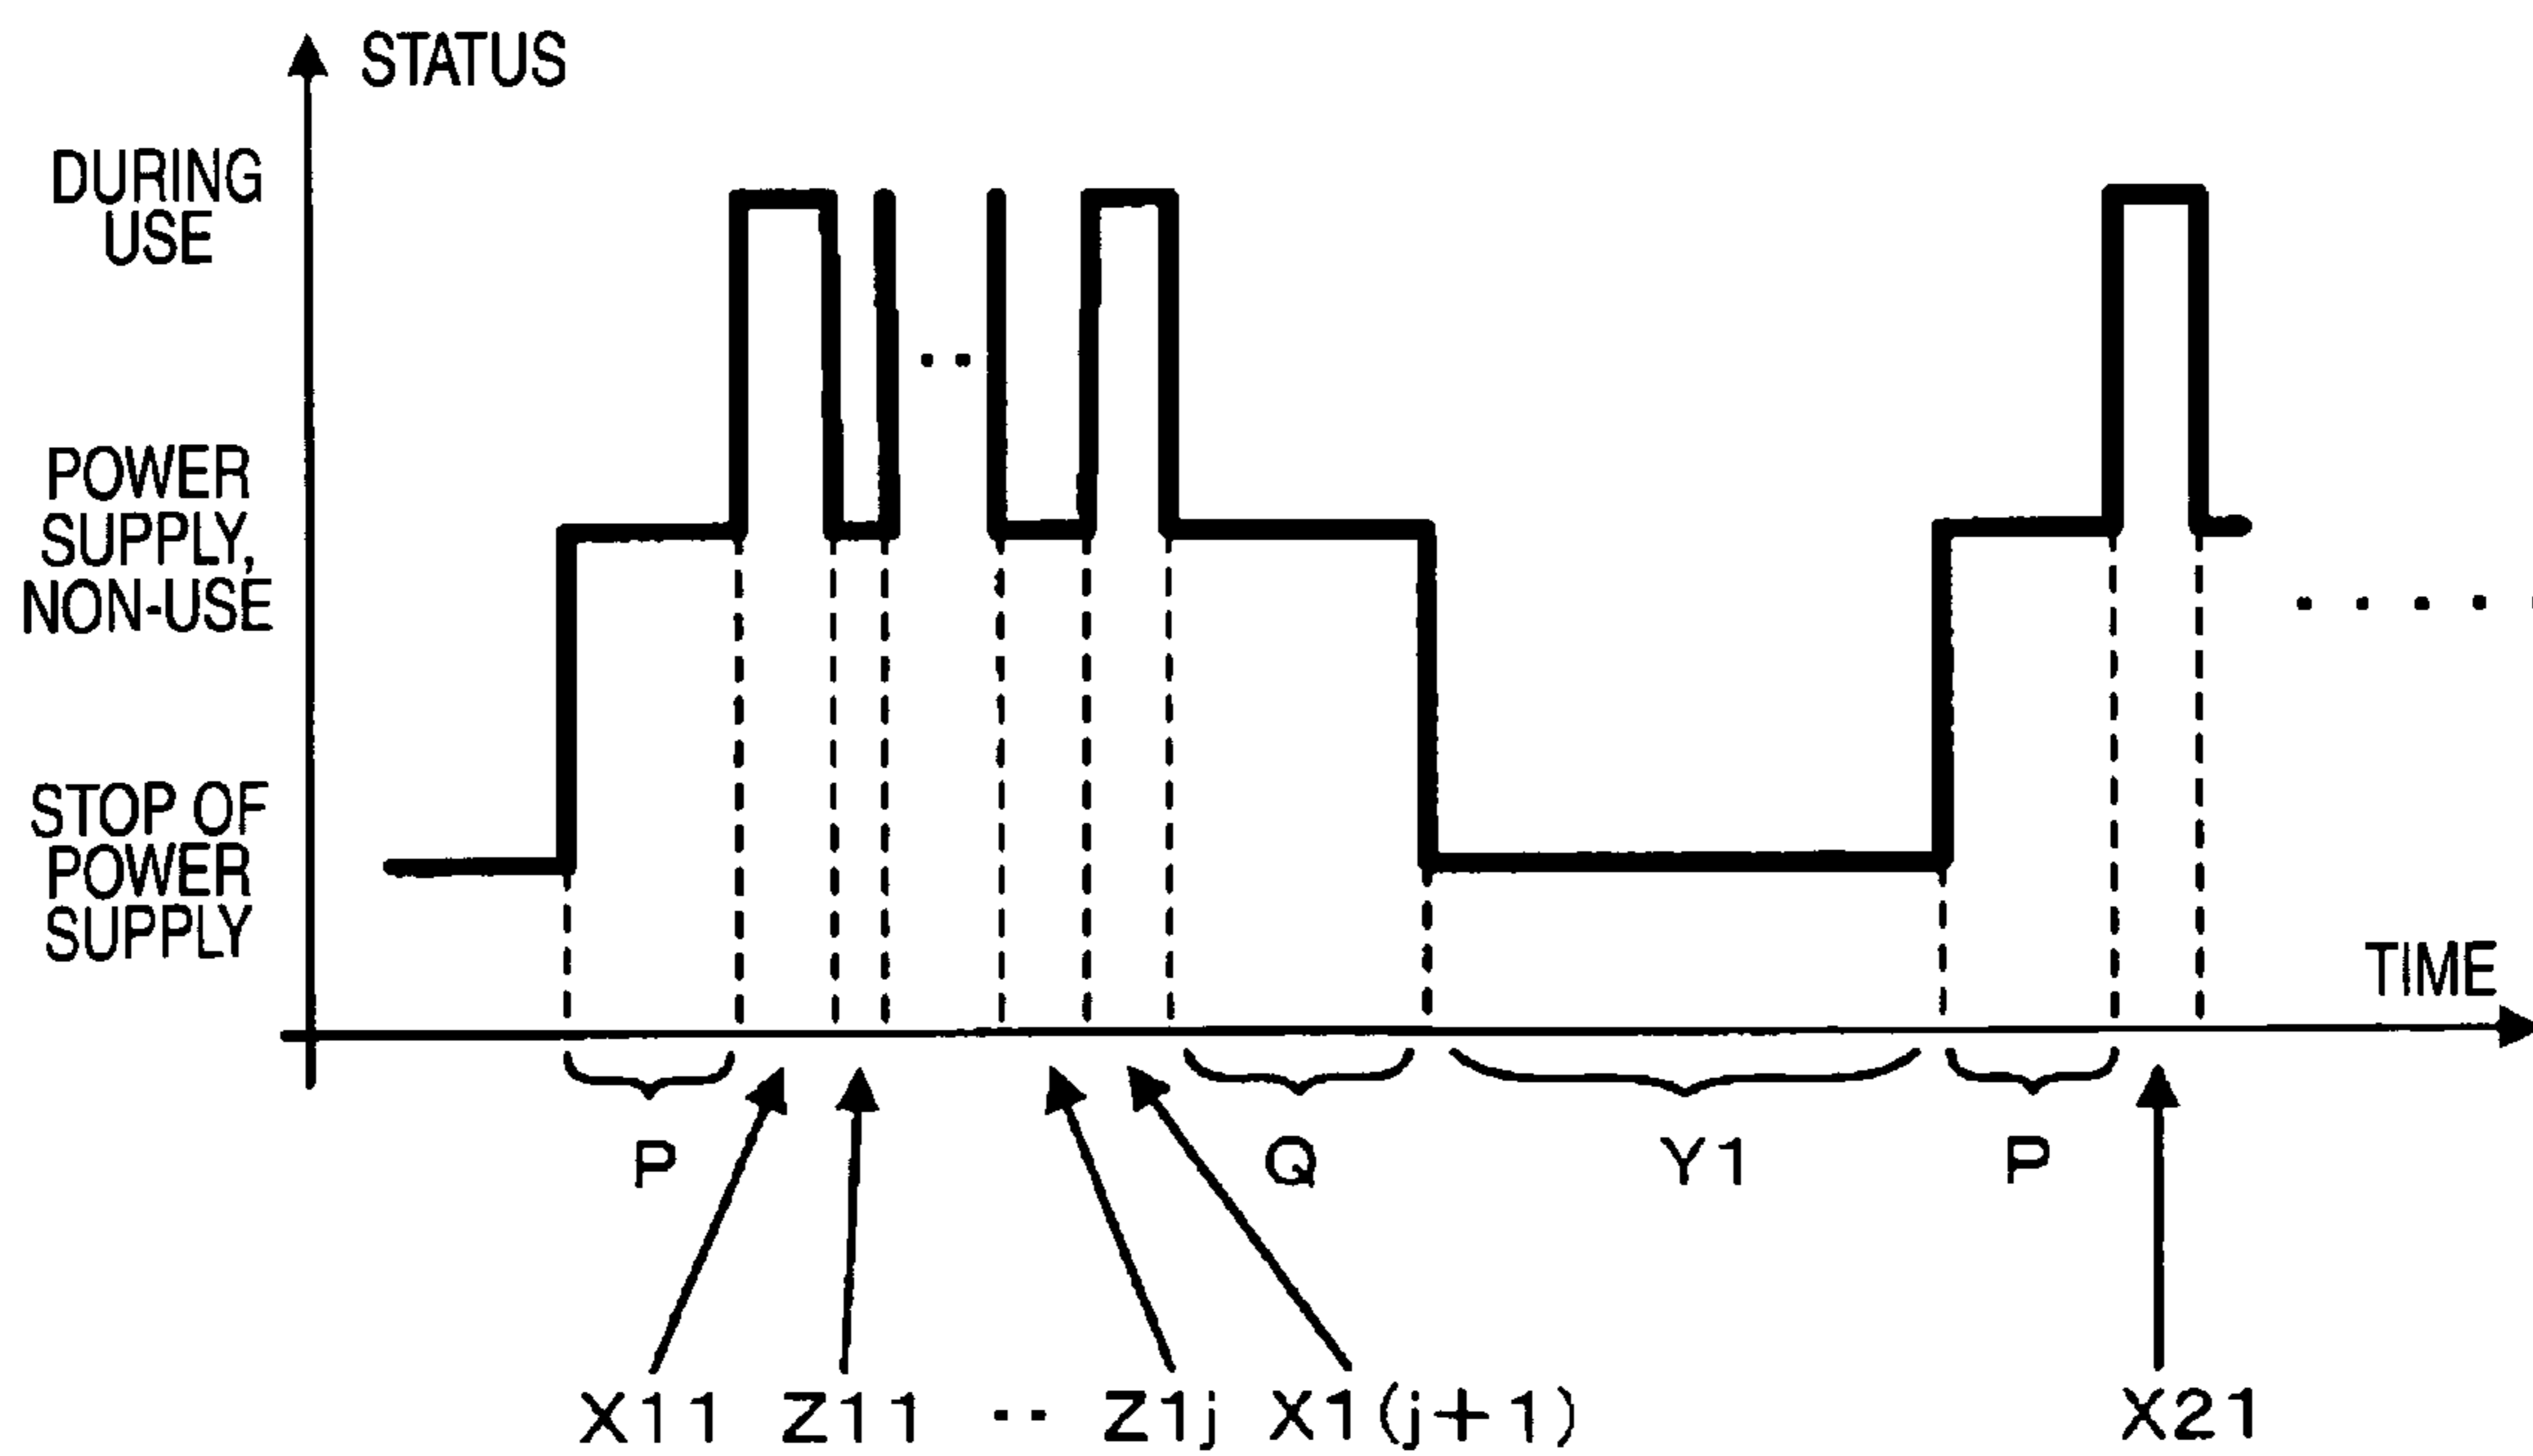 STATUS
DURING
USE
POWER
SUPPLY,
NON-USE
STOP OF
POWER
SUPPLY
TIME
P Q Y1 P
X11 Z11 ‥ Z1j X1(j+1) X21